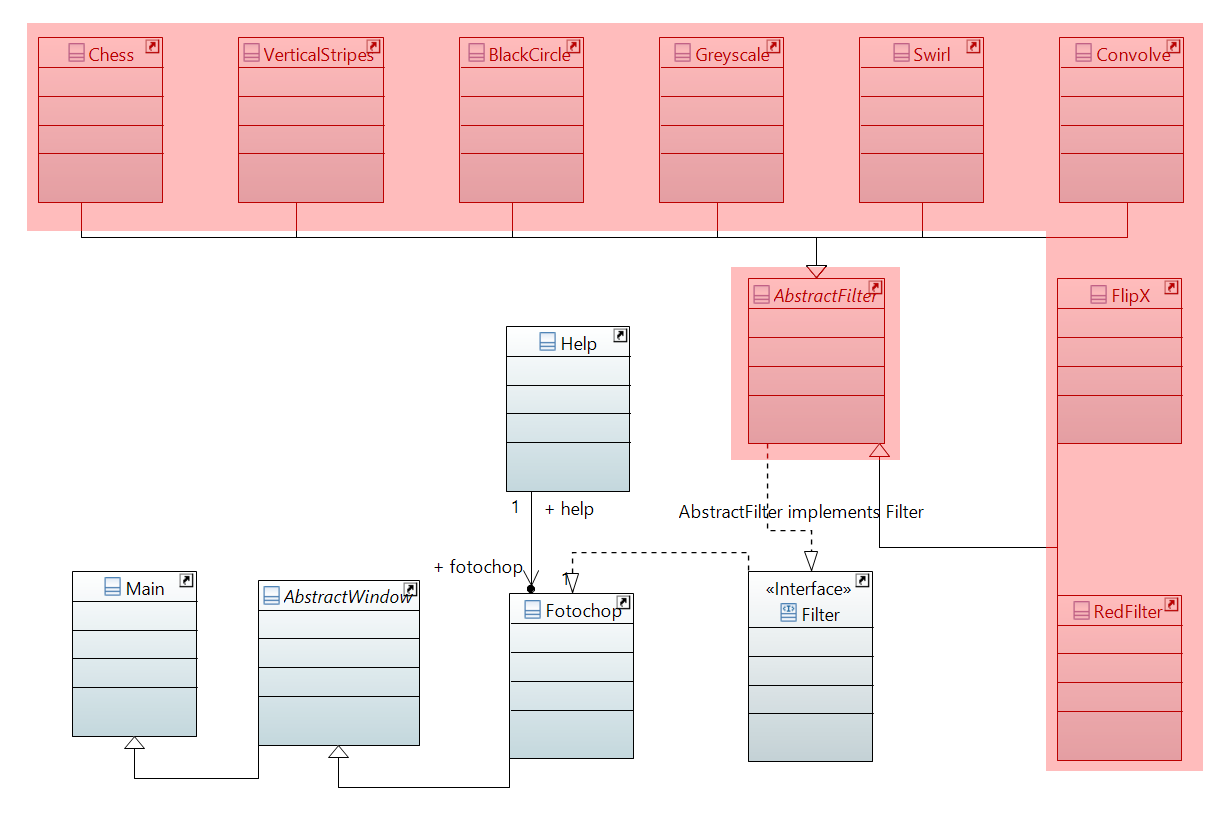 Chess
VerticalStripes
BlackCircle
Greyscale
Swirl
Convolve
AbstractFilter
FlipX
Help
1
+ help
AbstractFilter implements Filter
+ fotochop
1
Main
AbstractWindow
Fotochop
«Interface»
Filter
RedFilter